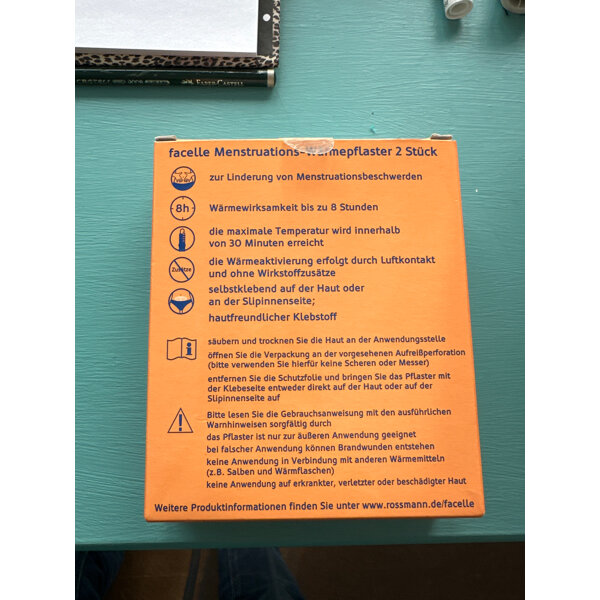 FABER-CASTELL
facelle Menstruations-Wärmepflaster 2 Stück
zur Linderung von Menstruationsbeschwerden
8h
Wärmewirksamkeit bis zu 8 Stunden
die maximale Temperatur wird innerhalb
von 30 Minuten erreicht
Zusätze
die Wärmeaktivierung erfolgt durch Luftkontakt
und ohne Wirkstoffzusätze
selbstklebend auf der Haut oder
an der Slipinnenseite;
hautfreundlicher Klebstoff
säubern und trocknen Sie die Haut an der Anwendungsstelle
öffnen Sie die Verpackung an der vorgesehenen Aufreißperforation
(bitte verwenden Sie hierfür keine Scheren oder Messer)
entfernen Sie die Schutzfolie und bringen Sie das Pflaster mit
der Klebeseite entweder direkt auf der Haut oder auf der
Slipinnenseite auf
Bitte lesen Sie die Gebrauchsanweisung mit den ausführlichen
Warnhinweisen sorgfältig durch
das Pflaster ist nur zur äußeren Anwendung geeignet
bei falscher Anwendung können Brandwunden entstehen
keine Anwendung in Verbindung mit anderen Wärmemitteln
(z.B. Salben und Wärmflaschen)
keine Anwendung auf erkrankter, verletzter oder beschädigter Haut
Weitere Produktinformationen finden Sie unter www.rossmann.de/facelle